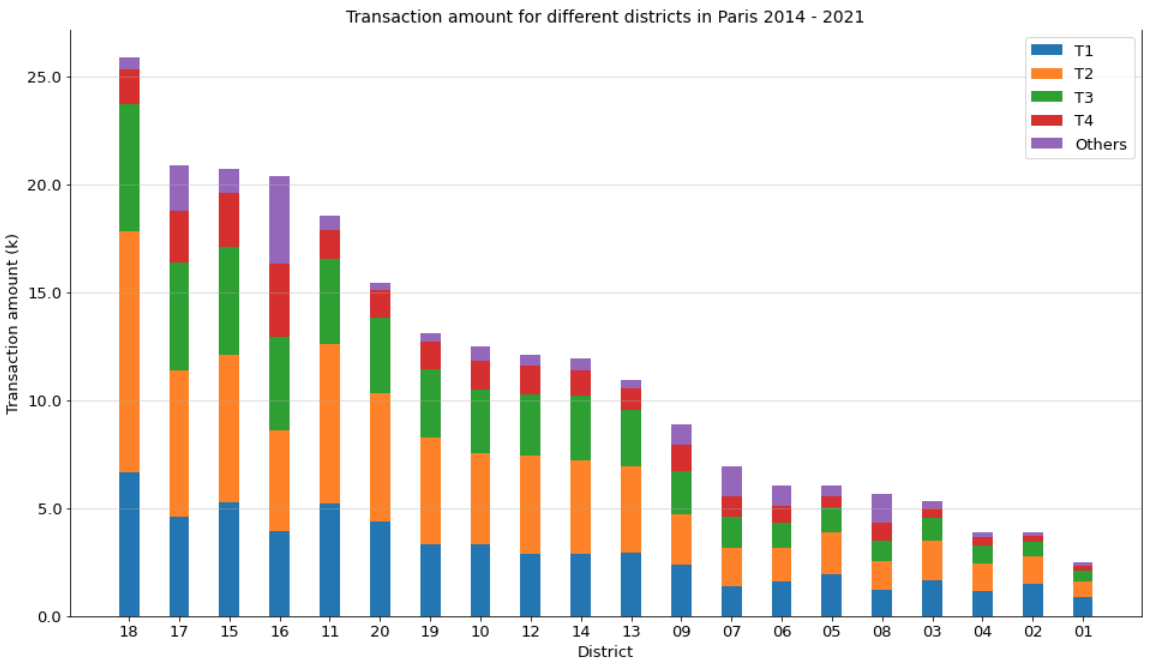 Transaction amount for different districts in Paris 2014 - 2021
T1
T2
T3
T4
Others
Transaction amount (k)
25.0
20.0
15.0
10.0
5.0
0.0
18 17 15 16 11 20 19 10 12 14 13 09 07 06 05 08 03 04 02 01
District